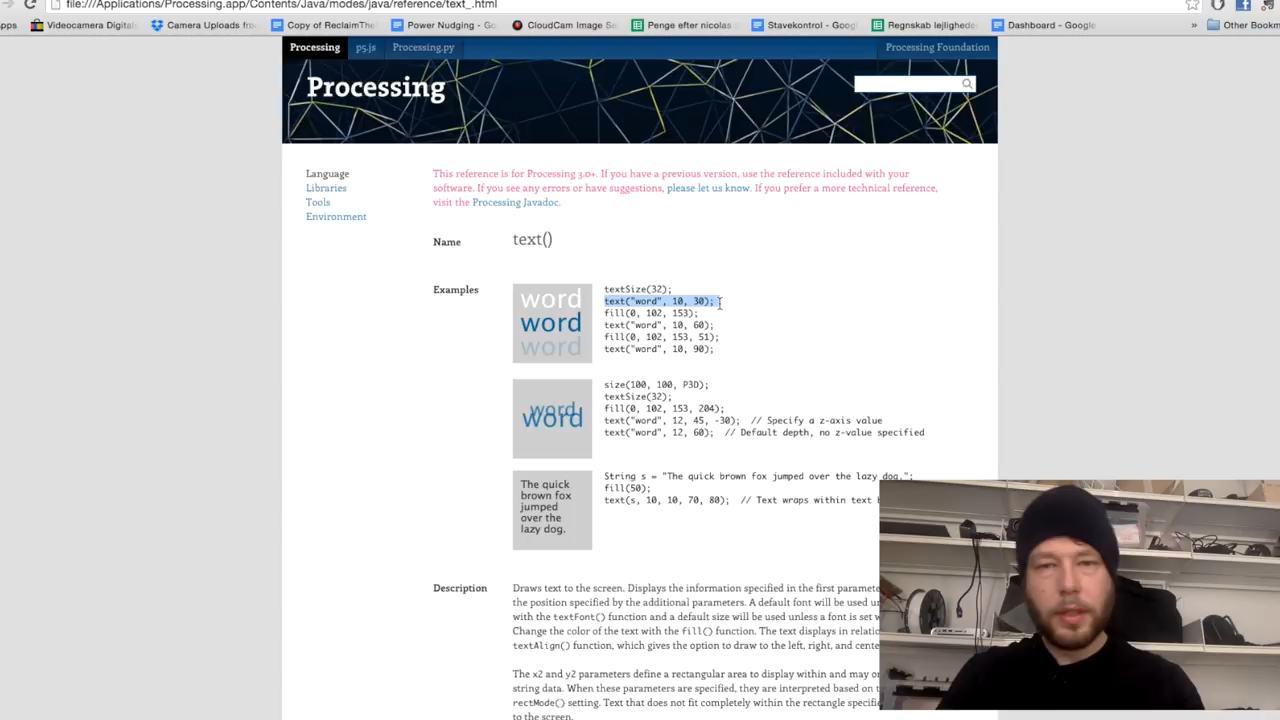 file:///Applications/Processing.app/Contents/Java/modes/java/reference/text_.html
apps
Videocamera Digitale
Camera Uploads - Drop
Copy of ReclaimThe
Power Nudging - Goo
CloudCam Image Se
Penge efter nicolas
Stavekontrol - Google
Regnskab lejlighede
Dashboard - Google
»
Other Bookm
Processing
p5.js
Processing.py
Processing Foundation
Processing
Language
Libraries
Tools
Environment
This reference is for Processing 3.0+. If you have a previous version, use the reference included with your
software. If you see any errors or have suggestions, please let us know. If you prefer a more technical reference,
visit the Processing Javadoc.
Name
text()
Examples
word
word
word
textSize(32);
text("word", 10, 30);
fill(0, 102, 153);
text("word", 10, 60);
fill(0, 102, 153, 51);
text("word", 10, 90);
word
word
size(100, 100, P3D);
textSize(32);
fill(0, 102, 153, 204);
text("word", 12, 45, -30);  // Specify a z-axis value
text("word", 12, 60);  // Default depth, no z-value specified
The quick
brown fox
jumped
over the
lazy dog.
String s = "The quick brown fox jumped over the lazy dog.";
fill(50);
text(s, 10, 10, 70, 80);  // Text wraps within text
Description
Draws text to the screen. Displays the information specified in the first
the position specified by the additional parameters. A default font will be used
with the textFont() function and a default size will be used unless a font is set
Change the color of the text with the fill() function. The text displays in
textAlign() function, which gives the option to draw to the left, right, and
The x2 and y2 parameters define a rectangular area to display within and may
string data. When these parameters are specified, they are interpreted based on
rectMode() setting. Text that does not fit completely within the rectangle
to the screen.